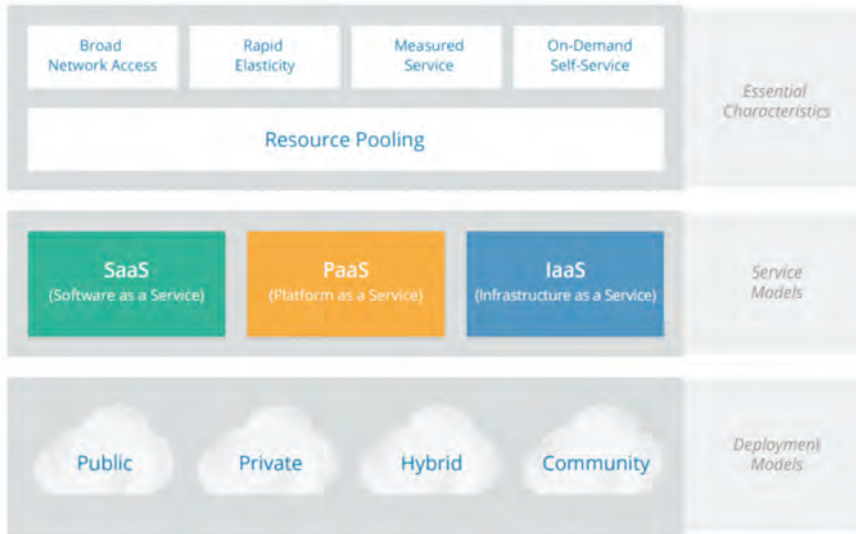 Broad
Network Access
Rapid
Elasticity
Measured
Service
On-Demand
Self-Service
Resource Pooling
Essential
Characteristics
SaaS
(Software as a Service)
PaaS
(Platform as a Service)
IaaS
(Infrastructure as a Service)
Service
Models
Public
Private
Hybrid
Community
Deployment
Models